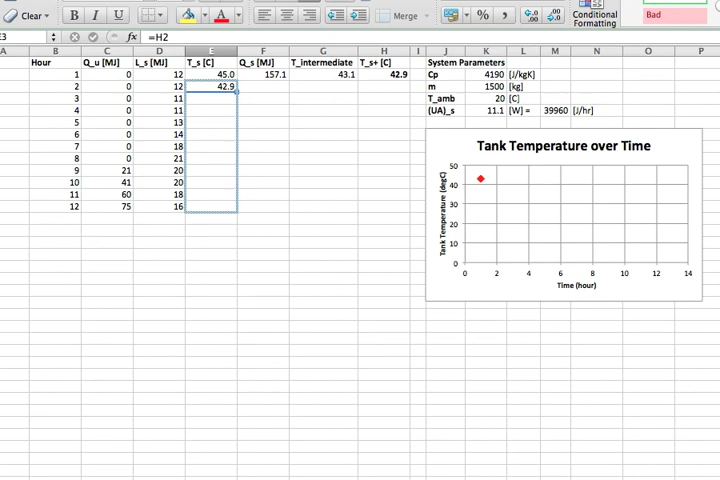 Clear B I U A Merge % , .0 .00 .00 .0 Conditional Formatting Bad
E3 fx =H2
A B C D E F G H I J K L M N O P
Hour Q_u [MJ] L_s [MJ] T_s [C] Q_s [MJ] T_intermediate T_s+ [C] System Parameters
1 0 12 45.0 157.1 43.1 42.9 Cp 4190 [J/kgK]
2 0 12 42.9 m 1500 [kg]
3 0 11 T_amb 20 [C]
4 0 11 (UA)_s 11.1 [W] = 39960 [J/hr]
5 0 13
6 0 14
7 0 18
8 0 21
9 21 20
10 41 20
11 60 18
12 75 16
Tank Temperature over Time
Tank Temperature (degC)
50
40
30
20
10
0
0 2 4 6 8 10 12 14
Time (hour)